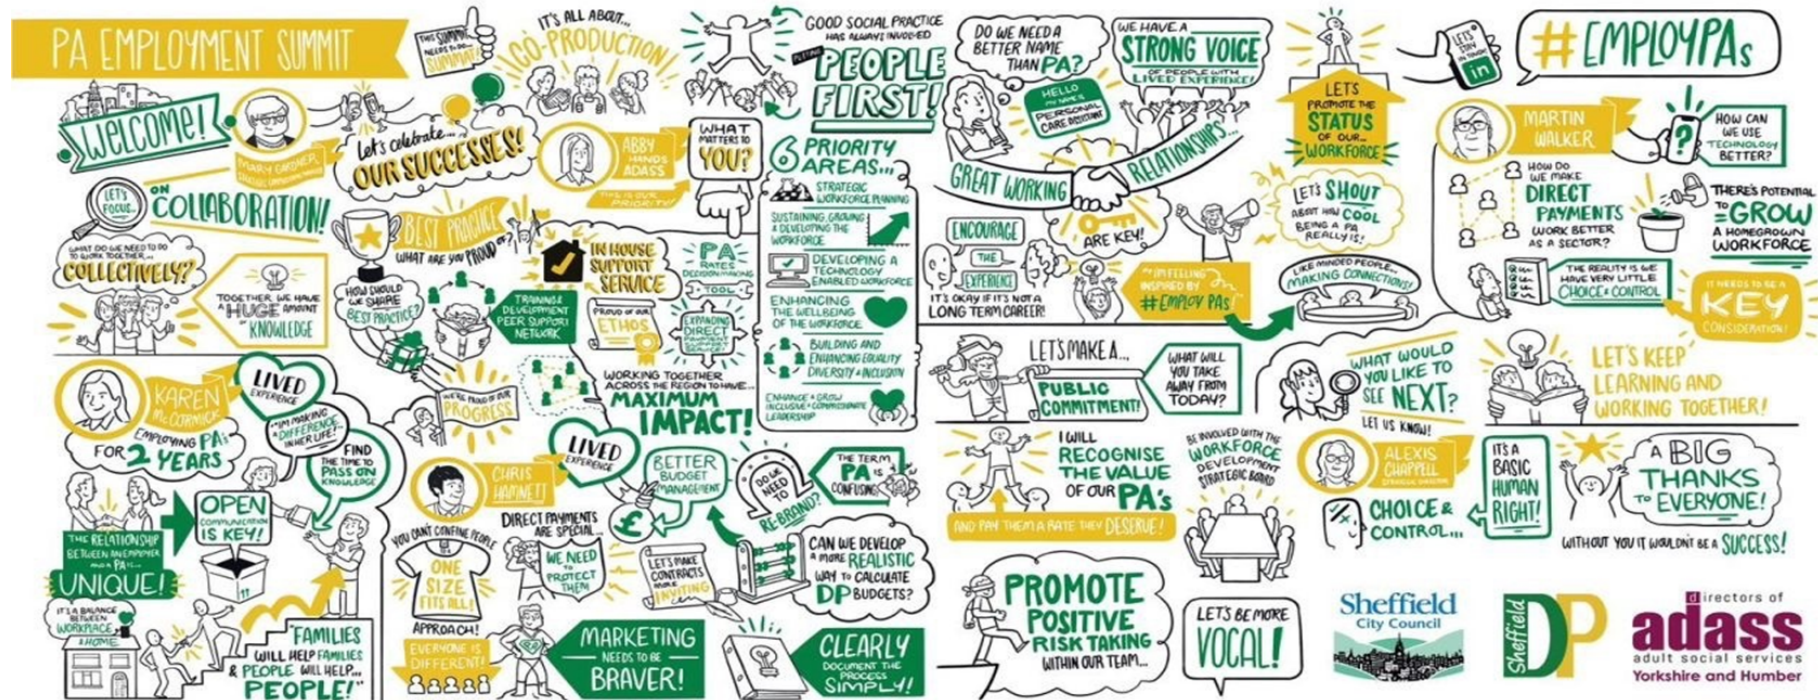 PA EMPLOYMENT SUMMIT
THIS
SUMMIT
NEEDS TO DO...
SUMMAT!
IT'S ALL ABOUT...
CO-PRODUCTION!
WELCOME!
MARY GARDNER,
Let's celebrate...
OUR SUCCESSES!
ABBY
HANDS
ADASS
THIS IS OUR
PRIORITY!
WHAT
MATTERS TO
YOU?
GOOD SOCIAL PRACTICE
HAS ALWAYS INVOLVED
PUTTING
PEOPLE
FIRST!
LET'S
FOCUS...
ON
COLLABORATION!
WHAT DO WE NEED TO DO
TO WORK TOGETHER...
COLLECTIVELY?
TOGETHER, WE HAVE
A HUGE AMOUNT
OF
KNOWLEDGE
BEST PRACTICE
WHAT ARE YOU PROUD OF?
HOW SHOULD
WE SHARE
BEST PRACTICE?
TRAINING &
DEVELOPMENT
PEER SUPPORT
NETWORK
IN HOUSE
SUPPORT
SERVICE
PROUD OF OUR
ETHOS
PA
RATES
DECISION MAKING
TOOL
EXPANDING
DIRECT
PAYMENT
SUPPORT
WE'RE PROUD OF OUR
PROGRESS
WORKING TOGETHER
ACROSS THE REGION TO HAVE...
MAXIMUM
IMPACT!
6 PRIORITY
AREAS...
STRATEGIC
WORKFORCE PLANNING
SUSTAINING, GROWING
& DEVELOPING THE
WORKFORCE
DEVELOPING A
TECHNOLOGY
ENABLED WORKFORCE
ENHANCING
THE WELLBEING
OF THE WORKFORCE
BUILDING AND
ENHANCING EQUALITY
DIVERSITY & INCLUSION
ENHANCE & GROW
INCLUSIVE & COMPASSIONATE
LEADERSHIP
KAREN
McCORMICK
EMPLOYING PA's
FOR 2 YEARS
LIVED
EXPERIENCE
"I'M MAKING
A DIFFERENCE
IN HER LIFE!"
FIND
THE TIME TO
PASS ON
KNOWLEDGE
OPEN
COMMUNICATION
IS KEY!
THE RELATIONSHIP
BETWEEN AN EMPLOYER
AND A PA IS...
UNIQUE!
IT'S A BALANCE
BETWEEN
WORKPLACE
& HOME
"FAMILIES
WILL HELP FAMILIES
& PEOPLE WILL HELP...
PEOPLE!"
CHRIS
HAMNETT
LIVED
EXPERIENCE
YOU CAN'T CONFINE PEOPLE
TO A
ONE
SIZE
FITS ALL!
APPROACH!
EVERYONE IS
DIFFERENT!
DIRECT PAYMENTS
ARE SPECIAL...
WE NEED
TO
PROTECT
THEM
£
BETTER
BUDGET
MANAGEMENT
LET'S MAKE
CONTRACTS
MORE
INVITING
DO WE
NEED
TO
RE-BRAND?
THE TERM
PA IS
CONFUSING!
CAN WE DEVELOP
A MORE REALISTIC
WAY TO CALCULATE
DP BUDGETS?
MARKETING
NEEDS TO BE
BRAVER!
CLEARLY
DOCUMENT THE
PROCESS
SIMPLY!
DO WE NEED A
BETTER NAME
THAN PA?
HELLO
MY NAME IS
PERSONAL
CARE ASSISTANT
WE HAVE A
STRONG VOICE
OF PEOPLE WITH
LIVED EXPERIENCE!
GREAT WORKING
RELATIONSHIPS...
ARE KEY!
ENCOURAGE
THE
EXPERIENCE
IT'S OKAY IF IT'S NOT A
LONG TERM CAREER!
"I'M FEELING
INSPIRED BY
#EMPLOY PAs
LET'S
PROMOTE THE
STATUS
OF OUR...
WORKFORCE
LET'S SHOUT
ABOUT HOW COOL
BEING A PA
REALLY IS!
LIKE MINDED PEOPLE...
MAKING CONNECTIONS!
LET'S
STAY
IN TOUCH!
in
#EMPLOYPAs
MARTIN
WALKER
HOW CAN
WE USE
TECHNOLOGY
BETTER?
?
HOW DO
WE MAKE
DIRECT
PAYMENTS
WORK BETTER
AS A SECTOR?
THERE'S POTENTIAL
TO
GROW
A HOMEGROWN
WORKFORCE
THE REALITY IS WE
HAVE VERY LITTLE
CHOICE & CONTROL
IT NEEDS TO BE A
KEY
CONSIDERATION!
LET'S MAKE A...
PUBLIC
COMMITMENT!
WHAT WILL
YOU TAKE
AWAY FROM
TODAY?
WHAT WOULD
YOU LIKE TO
SEE NEXT?
LET US KNOW!
LET'S KEEP
LEARNING AND
WORKING TOGETHER!
I WILL
RECOGNISE
THE VALUE
OF OUR PA's
AND PAY THEM A RATE THEY DESERVE!
BE INVOLVED WITH THE
WORKFORCE
DEVELOPMENT
STRATEGIC BOARD
ALEXIS
CHAPPELL
STRATEGIC DIRECTOR
CHOICE &
CONTROL...
IT'S A
BASIC
HUMAN
RIGHT!
A BIG
THANKS
TO EVERYONE!
WITHOUT YOU IT WOULDN'T BE A SUCCESS!
PROMOTE
POSITIVE
RISK TAKING
WITHIN OUR TEAM...
LET'S BE MORE
VOCAL!
Sheffield
City Council
Sheffield
DP
directors of
adass
adult social services
Yorkshire and Humber